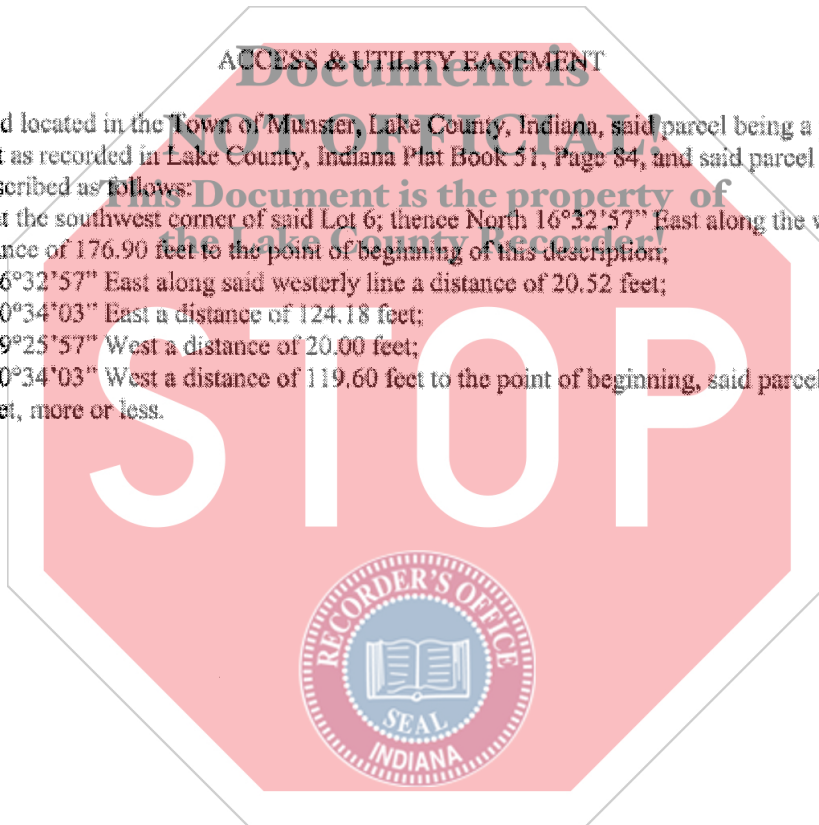 ACCESS & UTILITY EASEMENT
Document is
NOT OFFICIAL!
This Document is the property of
the Lake County Recorder!
d located in the Town of Munster, Lake County, Indiana, said parcel being a
t as recorded in Lake County, Indiana Plat Book 51, Page 84, and said parcel
scribed as follows:
t the southwest corner of said Lot 6; thence North 16°32'57" East along the w
nce of 176.90 feet to the point of beginning of this description;
6°32'57" East along said westerly line a distance of 20.52 feet;
0°34'03" East a distance of 124.18 feet;
9°25'57" West a distance of 20.00 feet;
0°34'03" West a distance of 119.60 feet to the point of beginning, said parcel
et, more or less.
STOP
RECORDER'S OFFICE
SEAL
INDIANA